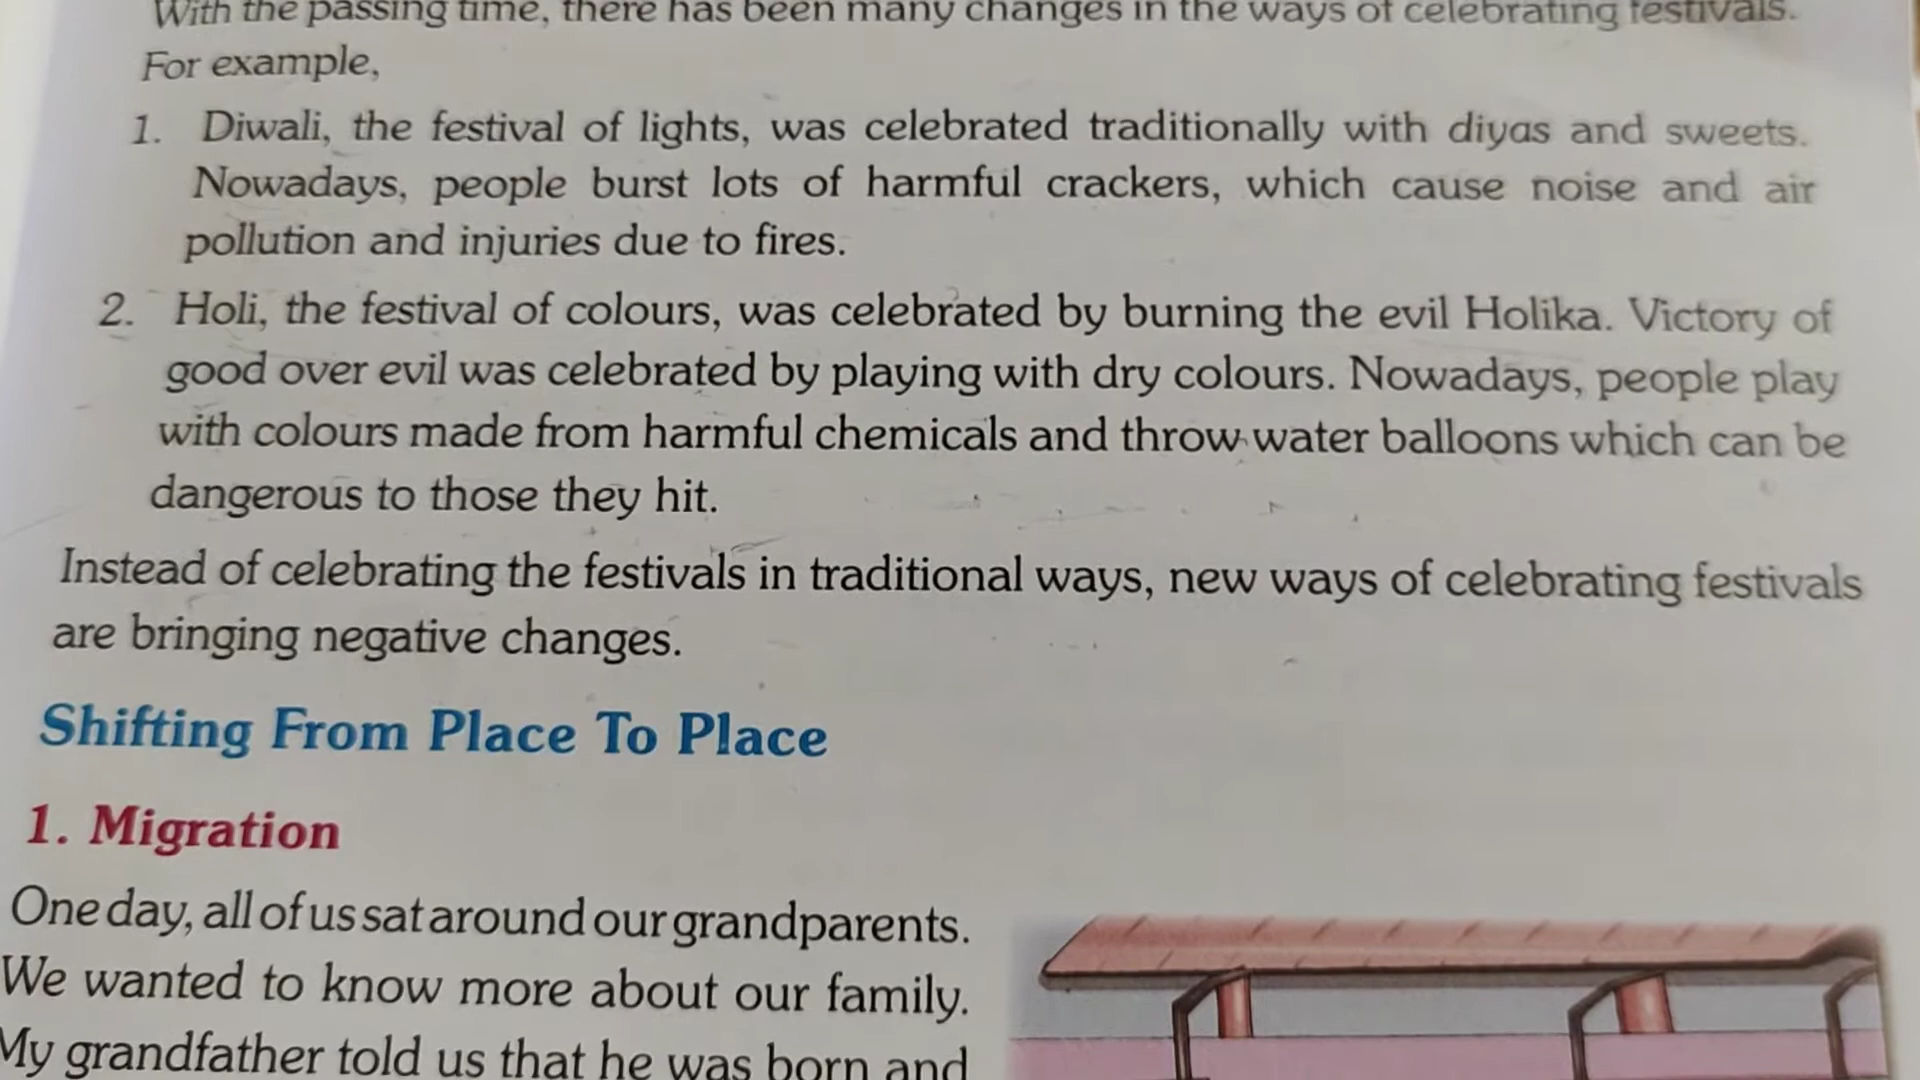 With the passing time, there has been many changes in the ways of celebrating festivals.
For example,
1. Diwali, the festival of lights, was celebrated traditionally with diyas and sweets.
Nowadays, people burst lots of harmful crackers, which cause noise and air
pollution and injuries due to fires.
2. Holi, the festival of colours, was celebrated by burning the evil Holika. Victory of
good over evil was celebrated by playing with dry colours. Nowadays, people play
with colours made from harmful chemicals and throw water balloons which can be
dangerous to those they hit.
Instead of celebrating the festivals in traditional ways, new ways of celebrating festivals
are bringing negative changes.
Shifting From Place To Place
1. Migration
One day, all of us sat around our grandparents.
We wanted to know more about our family.
My grandfather told us that he was born and